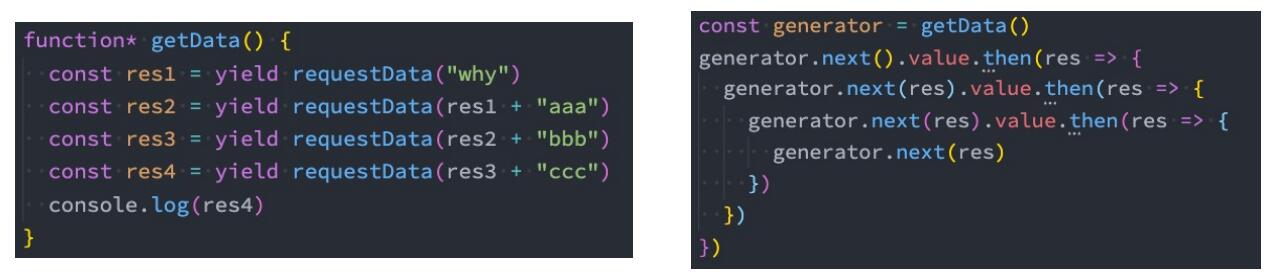 function* getData() {
  const res1 = yield requestData("why")
  const res2 = yield requestData(res1 + "aaa")
  const res3 = yield requestData(res2 + "bbb")
  const res4 = yield requestData(res3 + "ccc")
  console.log(res4)
}
const generator = getData()
generator.next().value.then(res => {
  generator.next(res).value.then(res => {
    generator.next(res).value.then(res => {
      generator.next(res)
    })
  })
})